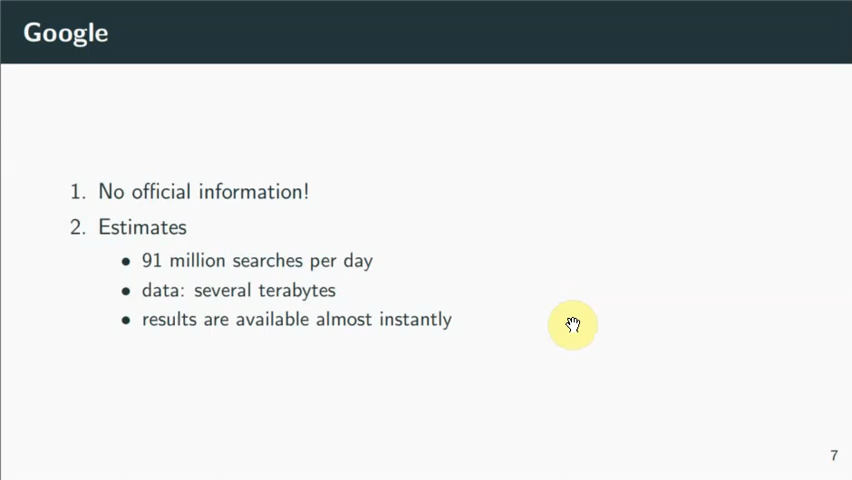 Google
1. No official information!
2. Estimates
• 91 million searches per day
• data: several terabytes
• results are available almost instantly
7